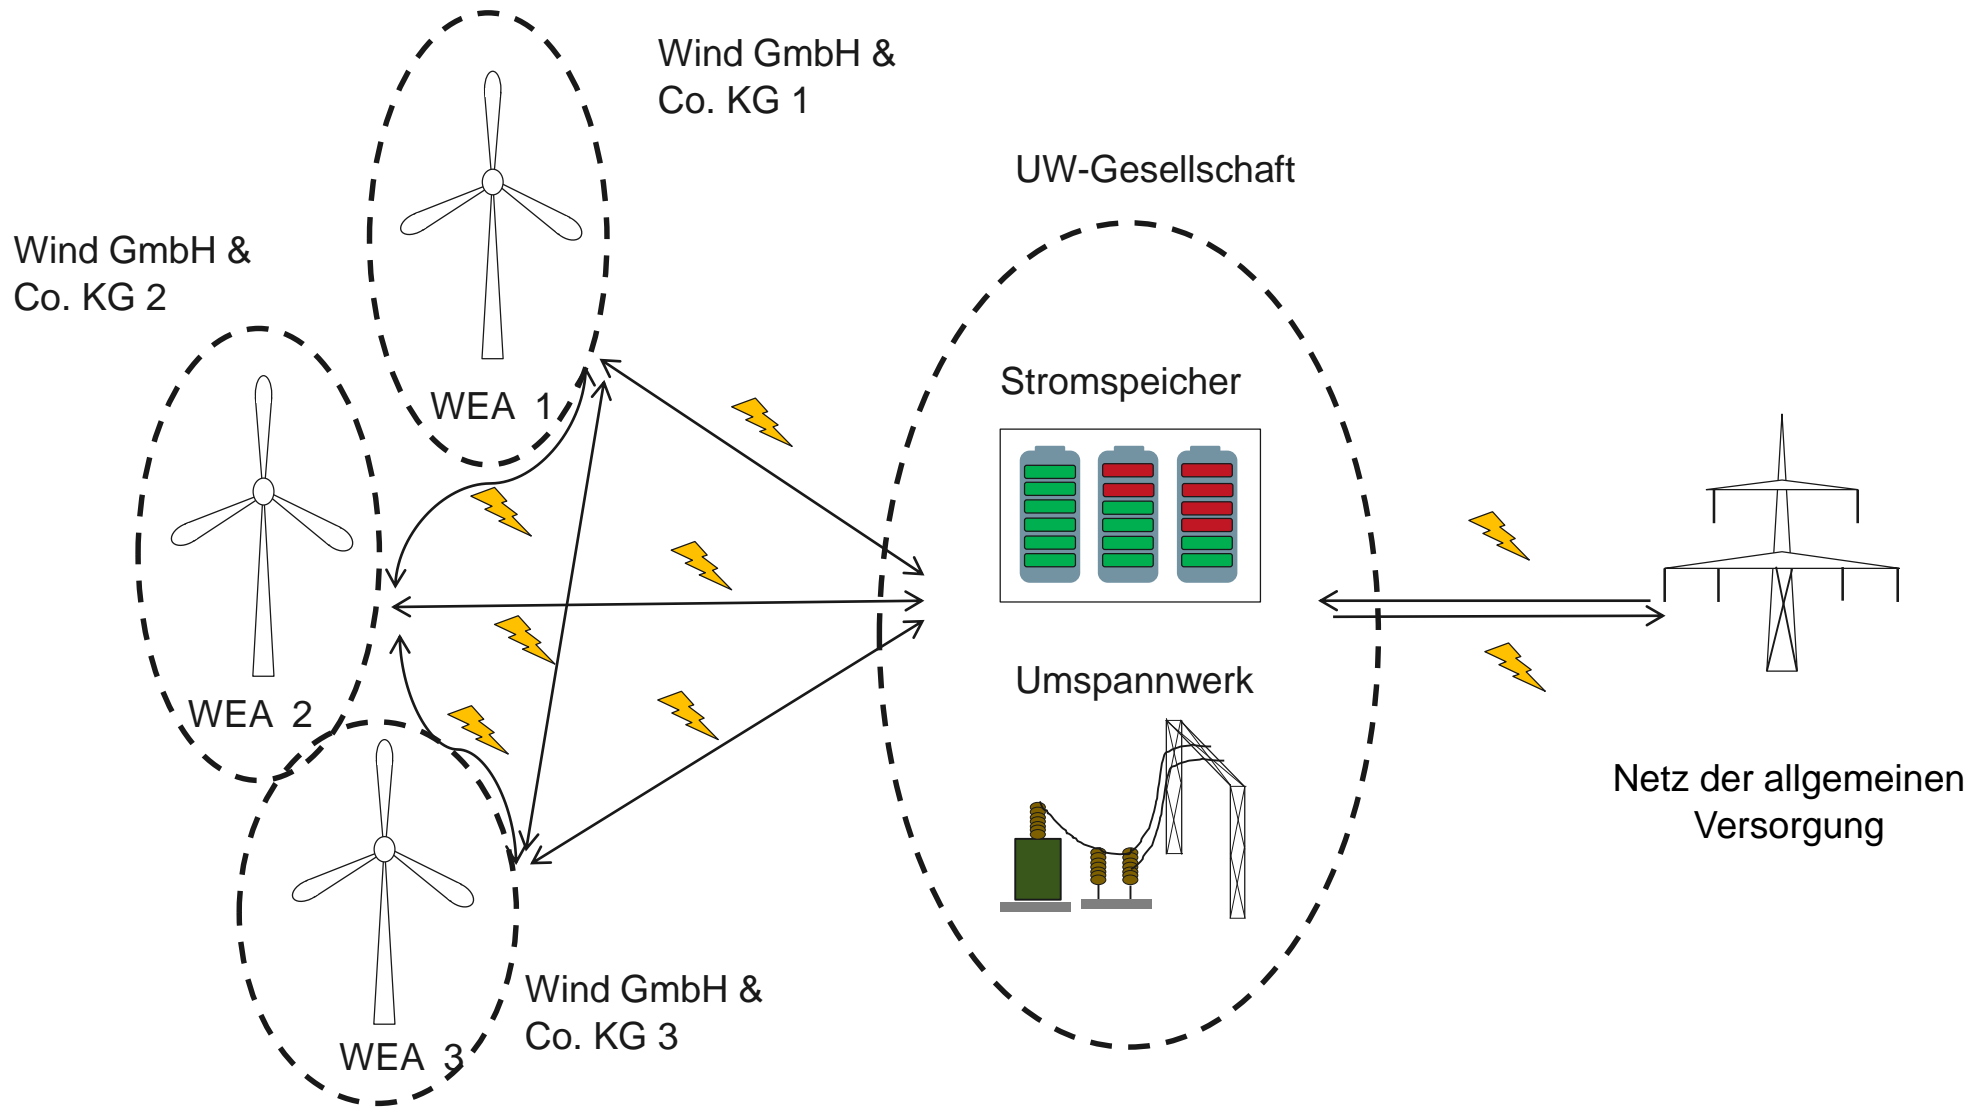 Wind GmbH &
Co. KG 1
UW-Gesellschaft
Wind GmbH &
Co. KG 2
Stromspeicher
WEA 1
Umspannwerk
WEA 2
Netz der allgemeinen
Versorgung
Wind GmbH &
Co. KG 3
WEA 3